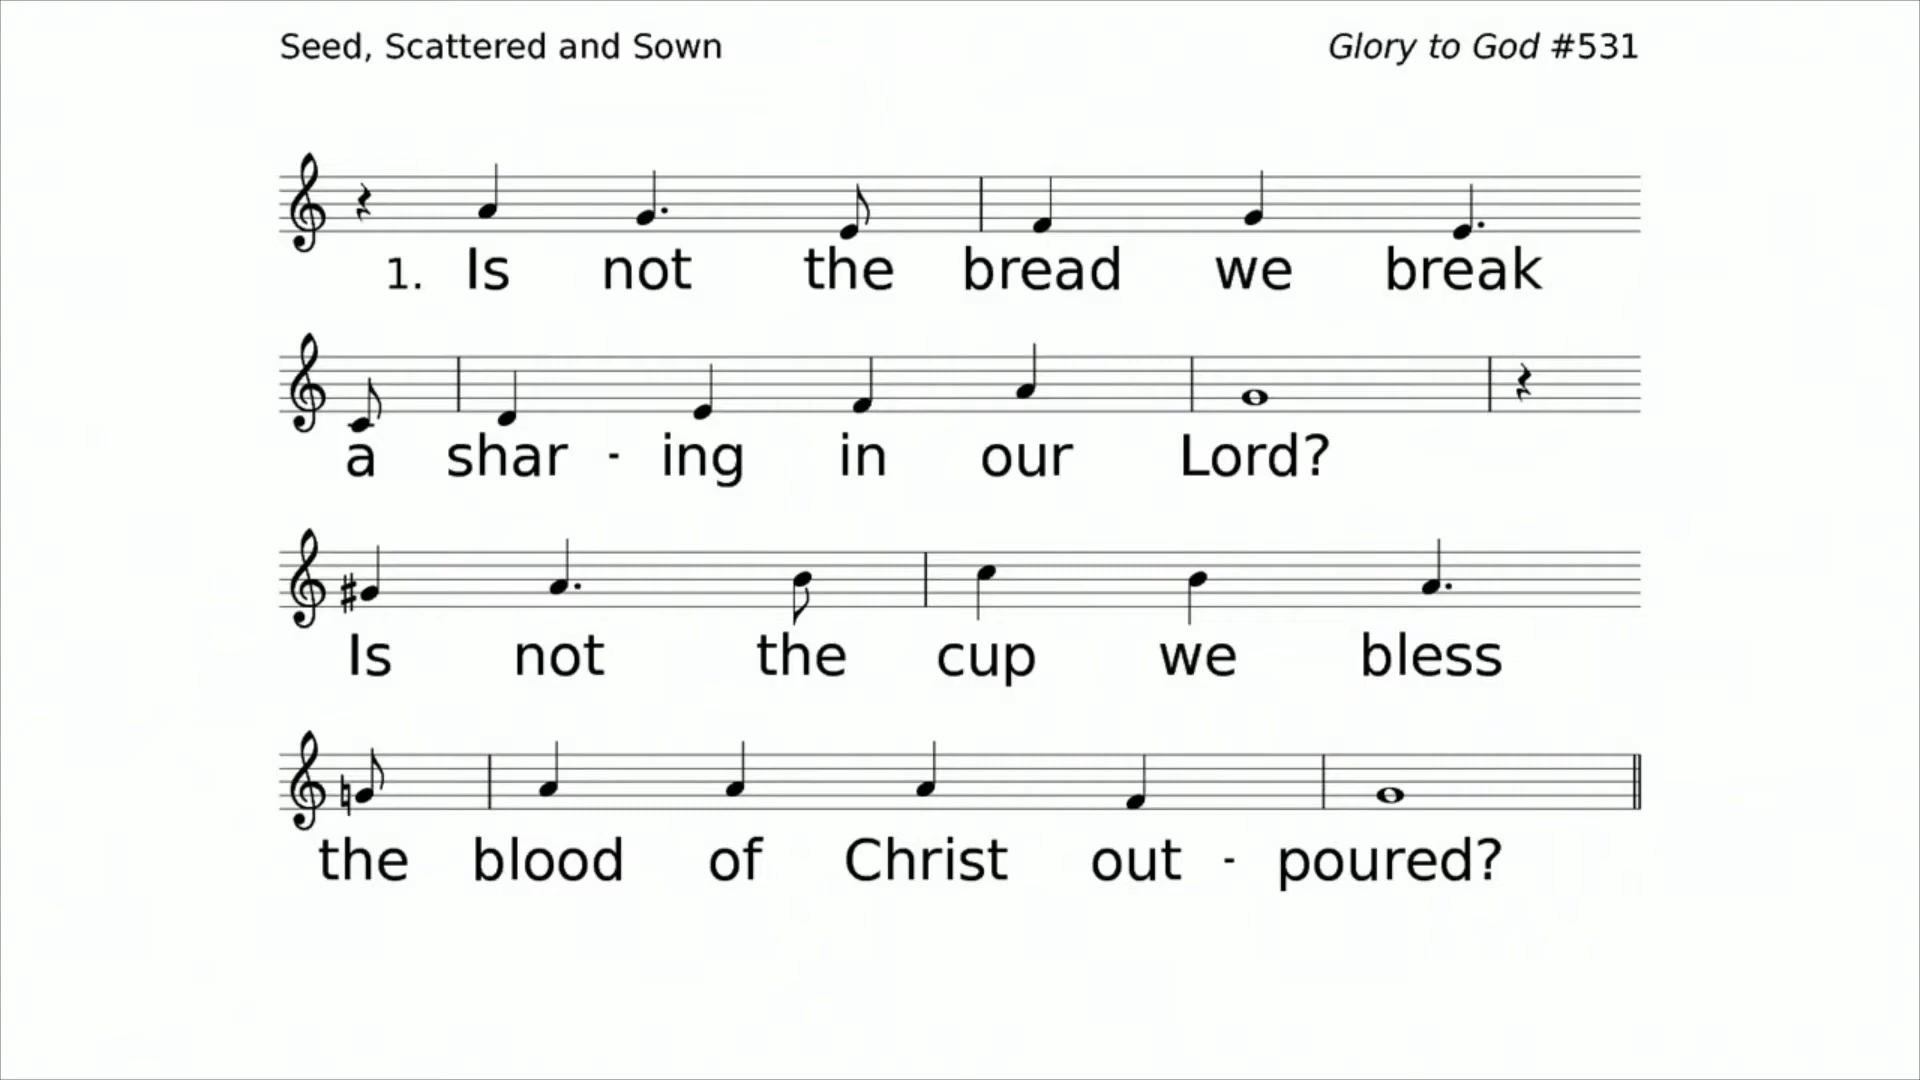 Seed, Scattered and Sown
Glory to God #531
1. Is not the bread we break
a shar - ing in our Lord?
Is not the cup we bless
the blood of Christ out - poured?